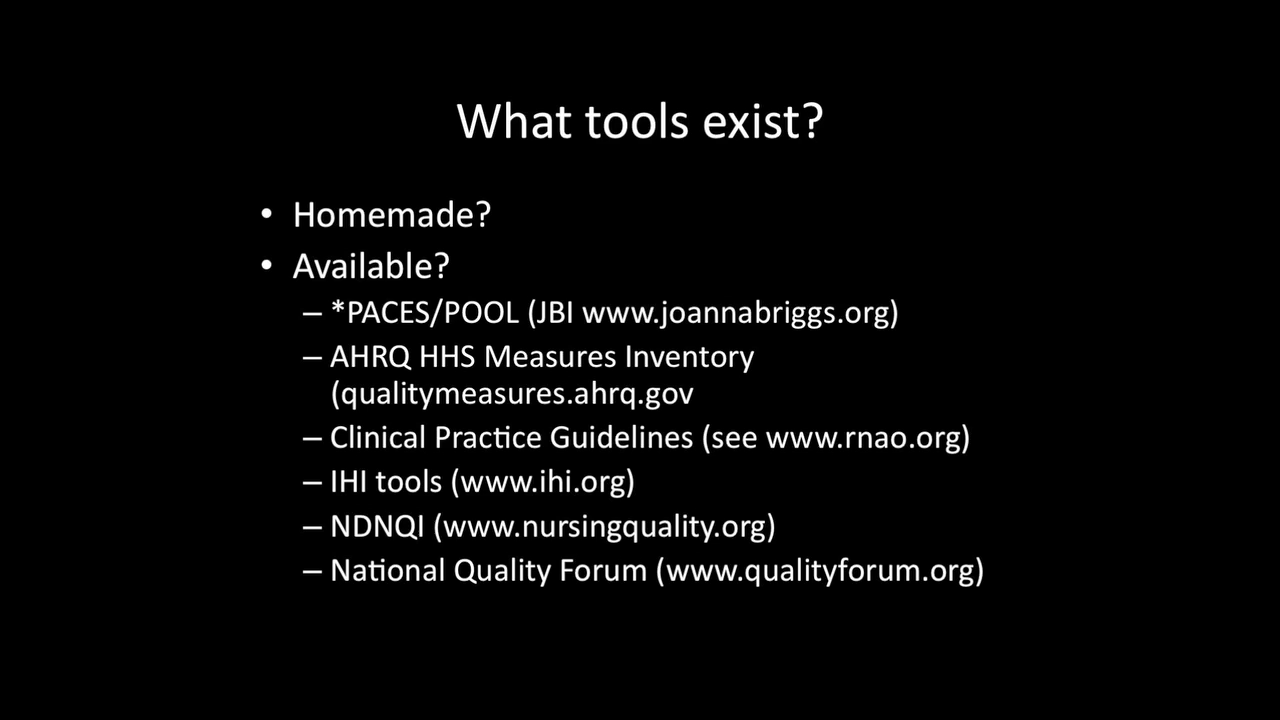 What tools exist?
• Homemade?
• Available?
– *PACES/POOL (JBI www.joannabriggs.org)
– AHRQ HHS Measures Inventory
(qualitymeasures.ahrq.gov
– Clinical Practice Guidelines (see www.rnao.org)
– IHI tools (www.ihi.org)
– NDNQI (www.nursingquality.org)
– National Quality Forum (www.qualityforum.org)